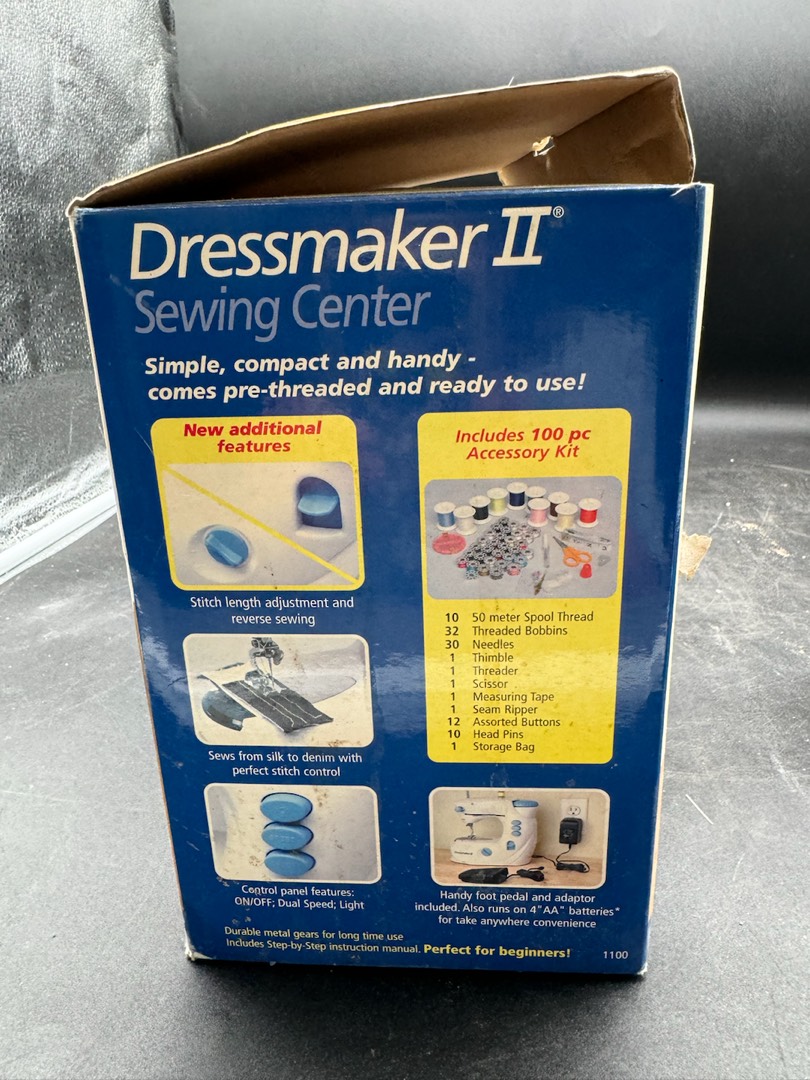 Dressmaker II®
Sewing Center
Simple, compact and handy -
comes pre-threaded and ready to use!
New additional
features
Stitch length adjustment and
reverse sewing
Sews from silk to denim with
perfect stitch control
Control panel features:
ON/OFF; Dual Speed; Light
Includes 100 pc
Accessory Kit
10 50 meter Spool Thread
32 Threaded Bobbins
30 Needles
1 Thimble
1 Threader
1 Scissor
1 Measuring Tape
1 Seam Ripper
12 Assorted Buttons
10 Head Pins
1 Storage Bag
Handy foot pedal and adaptor
included. Also runs on 4"AA" batteries*
for take anywhere convenience
Durable metal gears for long time use
Includes Step-by-Step instruction manual. Perfect for beginners!
1100